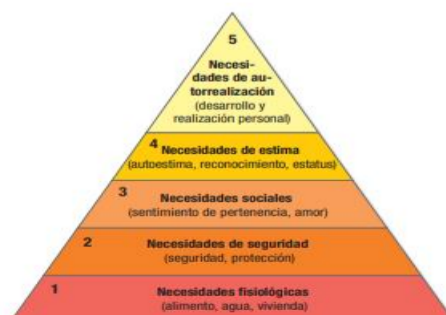 5
Necesi-
dades de au-
torrealización
(desarrollo y
realización personal)
4 Necesidades de estima
(autoestima, reconocimiento, estatus)
3 Necesidades sociales
(sentimiento de pertenencia, amor)
2 Necesidades de seguridad
(seguridad, protección)
1 Necesidades fisiológicas
(alimento, agua, vivienda)